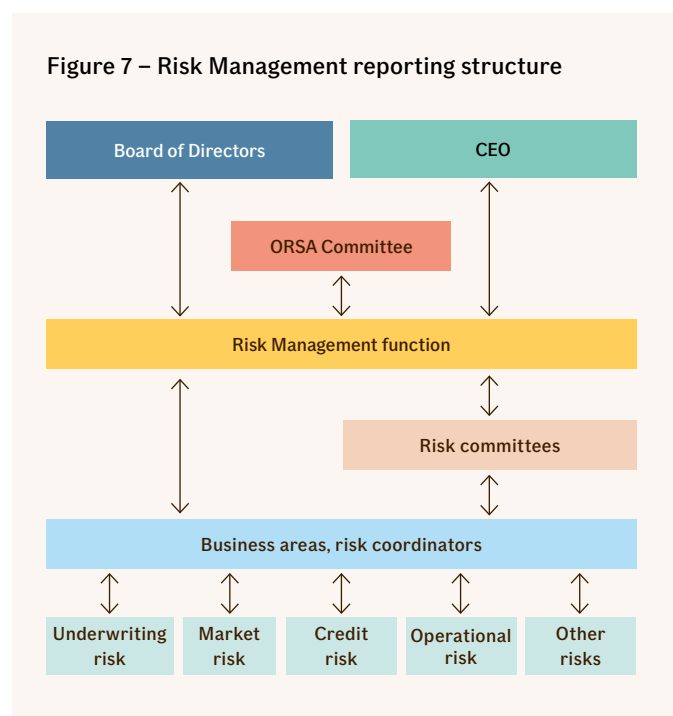 Figure 7 – Risk Management reporting structure
Board of Directors
CEO
ORSA Committee
Risk Management function
Risk committees
Business areas, risk coordinators
Underwriting
risk
Market
risk
Credit
risk
Operational
risk
Other
risks